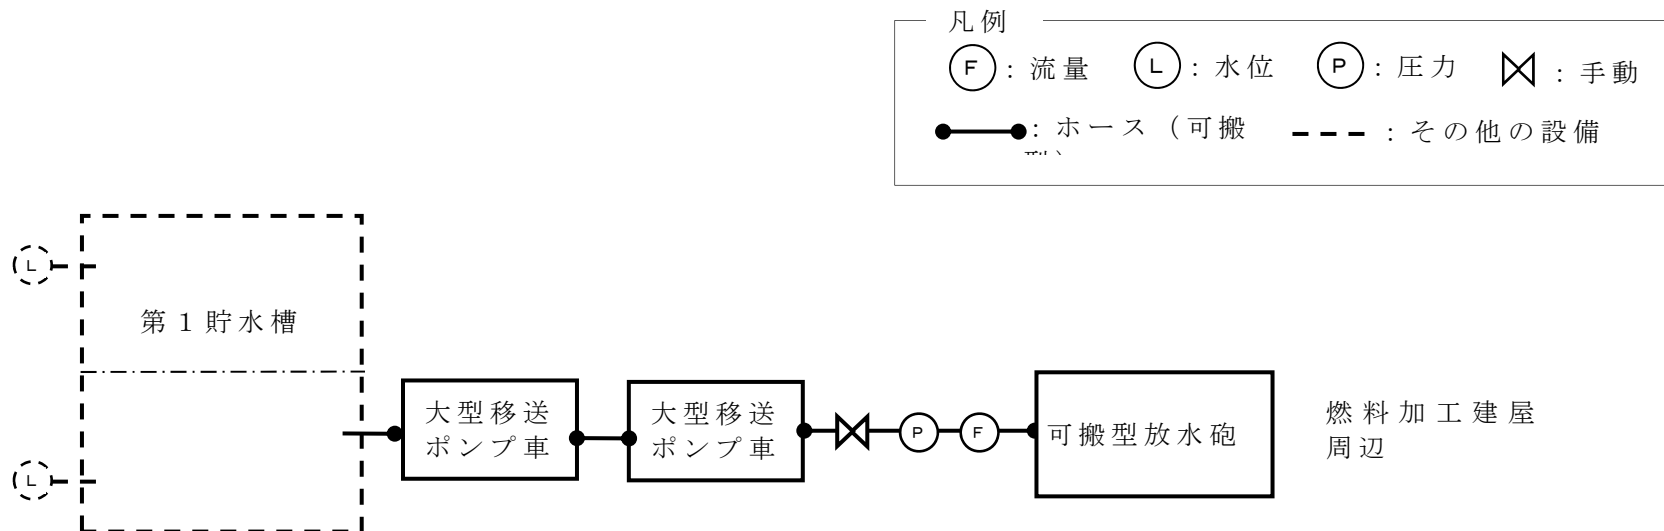 凡例
F : 流量 L : 水位 P : 圧力 : 手動
: ホース（可搬 : その他の設備
L
第1貯水槽
大型移送
ポンプ車
大型移送
ポンプ車
P F
可搬型放水砲
燃料加工建屋
周辺
L